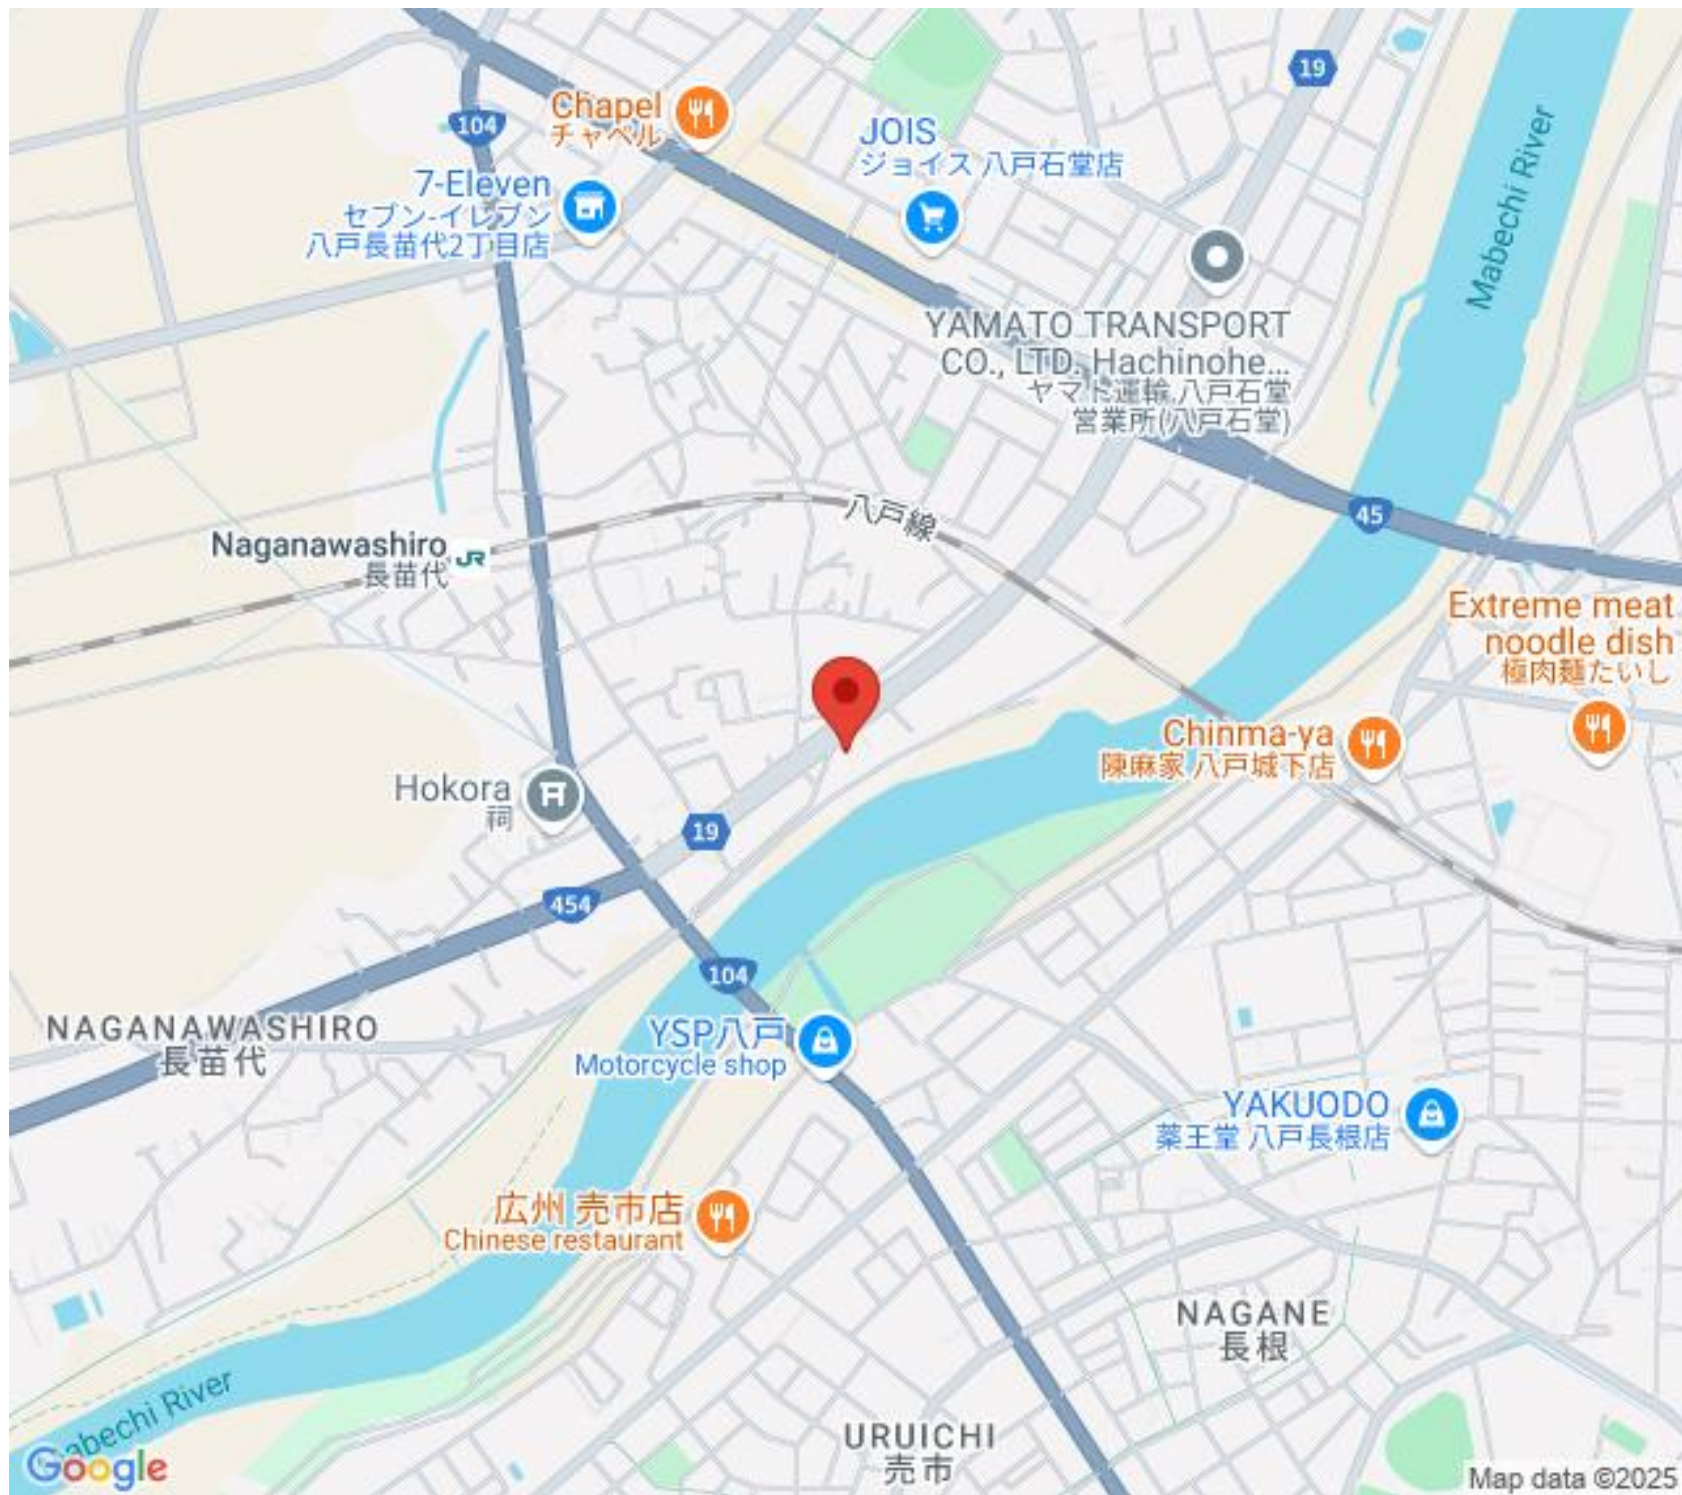 19
Chapel
チャペル
104
JOIS
ジョイス 八戸石堂店
7-Eleven
セブン-イレブン
八戸長苗代2丁目店
Mabechi River
YAMATO TRANSPORT
CO., LTD. Hachinohe...
ヤマト運輸 八戸石堂
営業所(八戸石堂)
八戸線
45
Naganawashiro
長苗代
JR
Extreme meat
noodle dish
極肉麺たいし
Chinma-ya
陳麻家 八戸城下店
Hokora
祠
19
454
104
NAGANAWASHIRO
長苗代
YSP八戸
Motorcycle shop
YAKUODO
薬王堂 八戸長根店
広州 売市店
Chinese restaurant
NAGANE
長根
abechi River
URUICHI
売市
Google
Map data ©2025